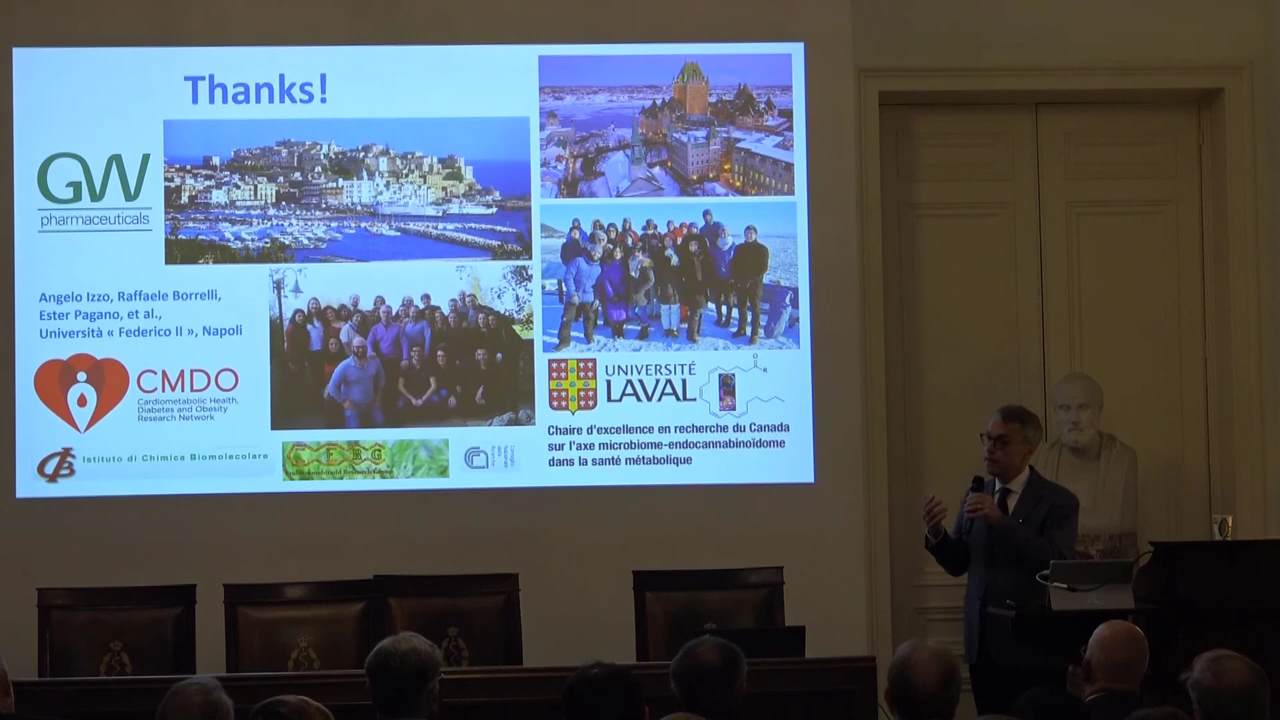 Thanks!
GW
pharmaceuticals
Angelo Izzo, Raffaele Borrelli,
Ester Pagano, et al.,
Università « Federico II », Napoli
CMDO
Cardiometabolic Health,
Diabetes and Obesity
Research Network
Istituto di Chimica Biomolecolare
UNIVERSITÉ
LAVAL
Chaire d'excellence en recherche du Canada
sur l'axe microbiome-endocannabinoïdome
dans la santé métabolique